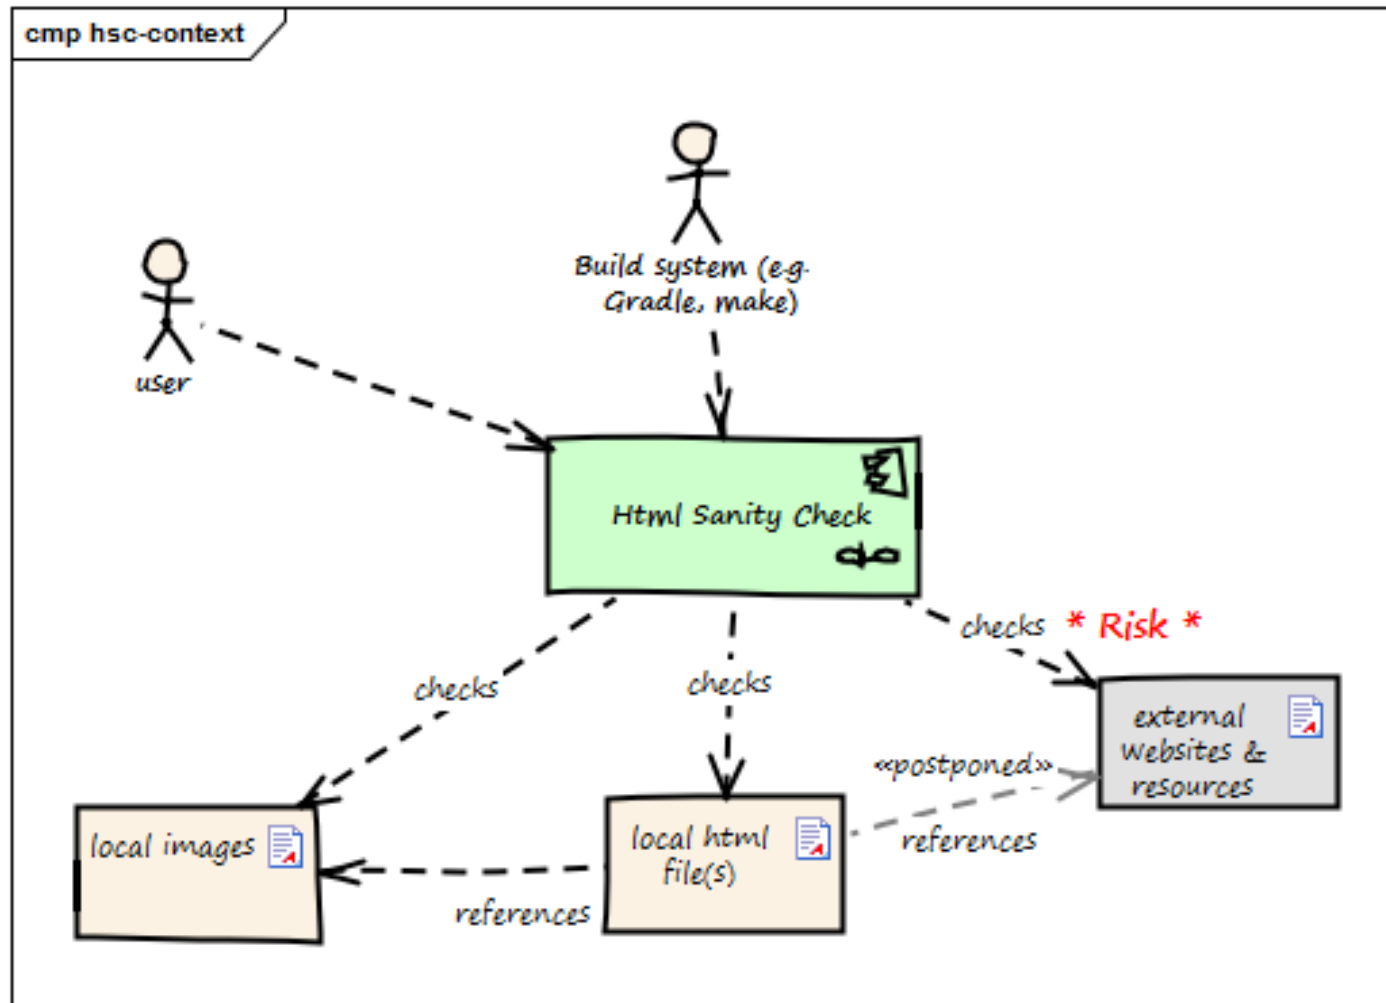 cmp hsc-context
Build system (e.g.
Gradle, make)
user
Html Sanity Check
checks * Risk *
checks
checks
external
Websites &
resources
«postponed»
local images
local html
file(s)
references
references